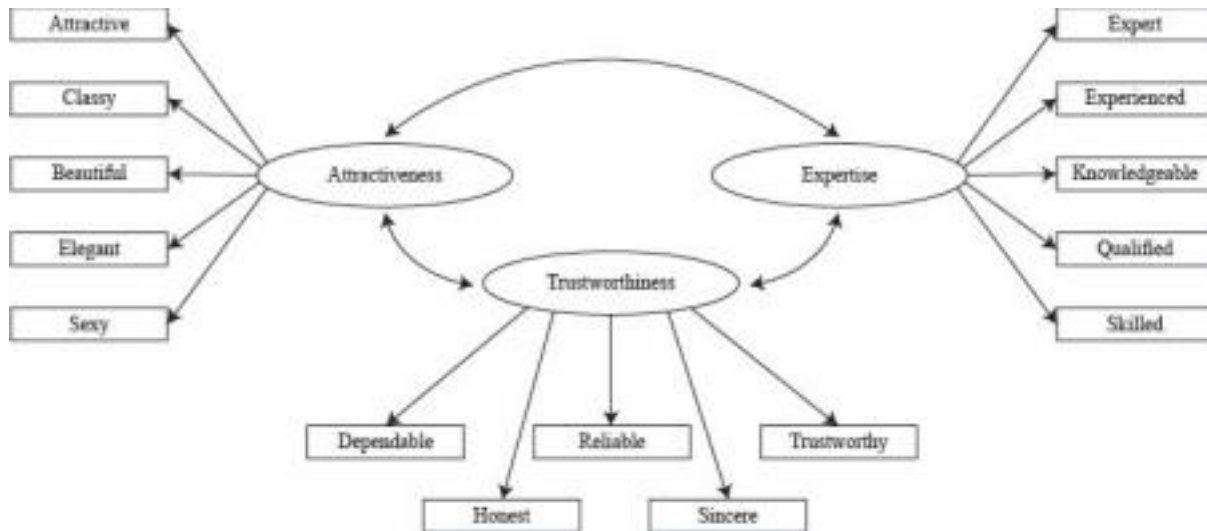 Attractive
Classy
Beautiful
Elegant
Sexy
Attractiveness
Expertise
Trustworthiness
Expert
Experienced
Knowledgeable
Qualified
Skilled
Dependable
Reliable
Trustworthy
Honest
Sincere